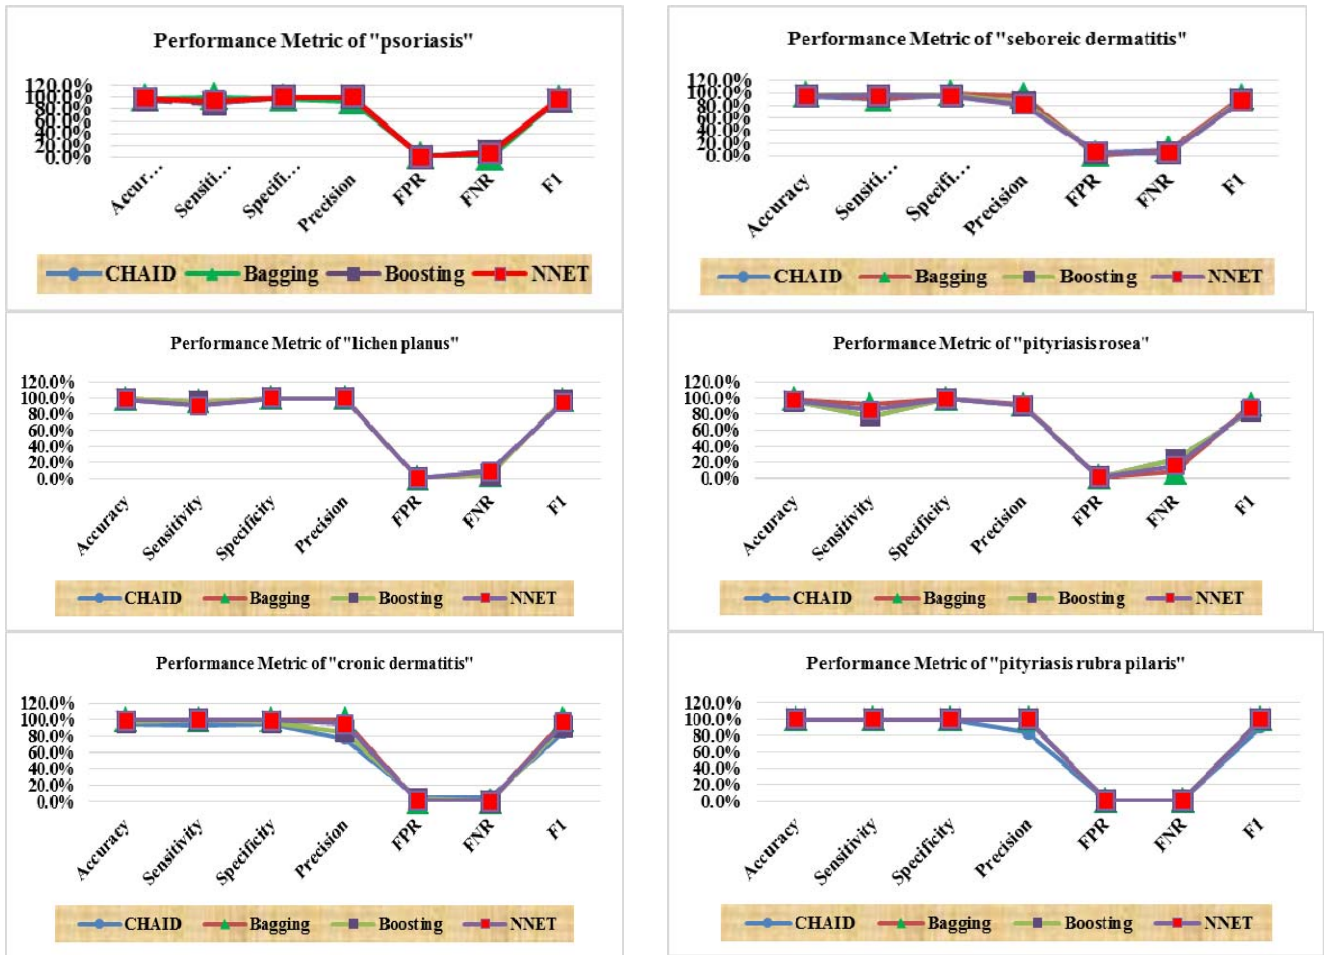 Performance Metric of "psoriasis"
120.0%
100.0%
80.0%
60.0%
40.0%
20.0%
0.0%
Accur...
Sensiti...
Specifi...
Precision
FPR
FNR
F1
CHAID Bagging Boosting NNET
Performance Metric of "seboreic dermatitis"
120.0%
100.0%
80.0%
60.0%
40.0%
20.0%
0.0%
Accuracy
Sensiti...
Specifi...
Precision
FPR
FNR
F1
CHAID Bagging Boosting NNET
Performance Metric of "lichen planus"
120.0%
100.0%
80.0%
60.0%
40.0%
20.0%
0.0%
Accuracy
Sensitivity
Specificity
Precision
FPR
FNR
F1
CHAID Bagging Boosting NNET
Performance Metric of "pityriasis rosea"
120.0%
100.0%
80.0%
60.0%
40.0%
20.0%
0.0%
Accuracy
Sensitivity
Specificity
Precision
FPR
FNR
F1
CHAID Bagging Boosting NNET
Performance Metric of "cronic dermatitis"
120.0%
100.0%
80.0%
60.0%
40.0%
20.0%
0.0%
Accuracy
Sensitivity
Specificity
Precision
FPR
FNR
F1
CHAID Bagging Boosting NNET
Performance Metric of "pityriasis rubra pilaris"
120.0%
100.0%
80.0%
60.0%
40.0%
20.0%
0.0%
Accuracy
Sensitivity
Specificity
Precision
FPR
FNR
F1
CHAID Bagging Boosting NNET